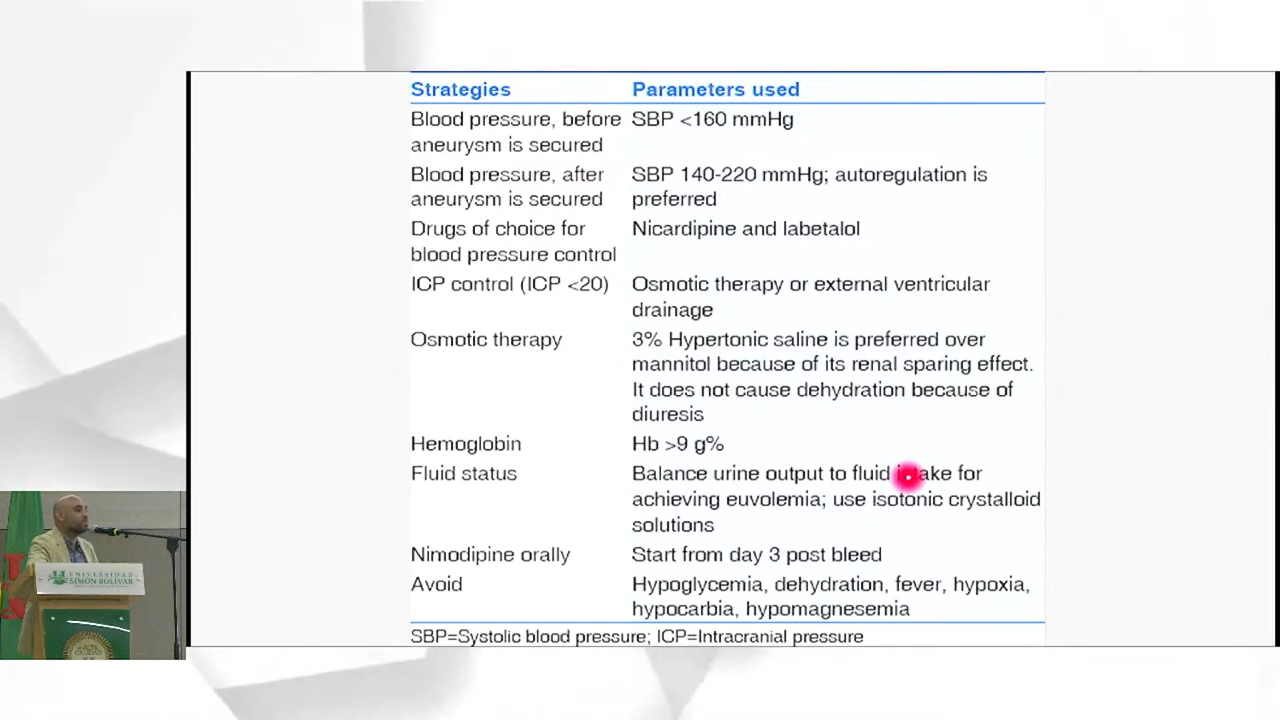 Strategies Parameters used
Blood pressure, before SBP <160 mmHg
aneurysm is secured
Blood pressure, after SBP 140-220 mmHg; autoregulation is
aneurysm is secured preferred
Drugs of choice for Nicardipine and labetalol
blood pressure control
ICP control (ICP <20) Osmotic therapy or external ventricular
drainage
Osmotic therapy 3% Hypertonic saline is preferred over
mannitol because of its renal sparing effect.
It does not cause dehydration because of
diuresis
Hemoglobin Hb >9 g%
Fluid status Balance urine output to fluid intake for
achieving euvolemia; use isotonic crystalloid
solutions
Nimodipine orally Start from day 3 post bleed
Avoid Hypoglycemia, dehydration, fever, hypoxia,
hypocarbia, hypomagnesemia
SBP=Systolic blood pressure; ICP=Intracranial pressure
UNIVERSIDAD
SIMÓN BOLÍVAR